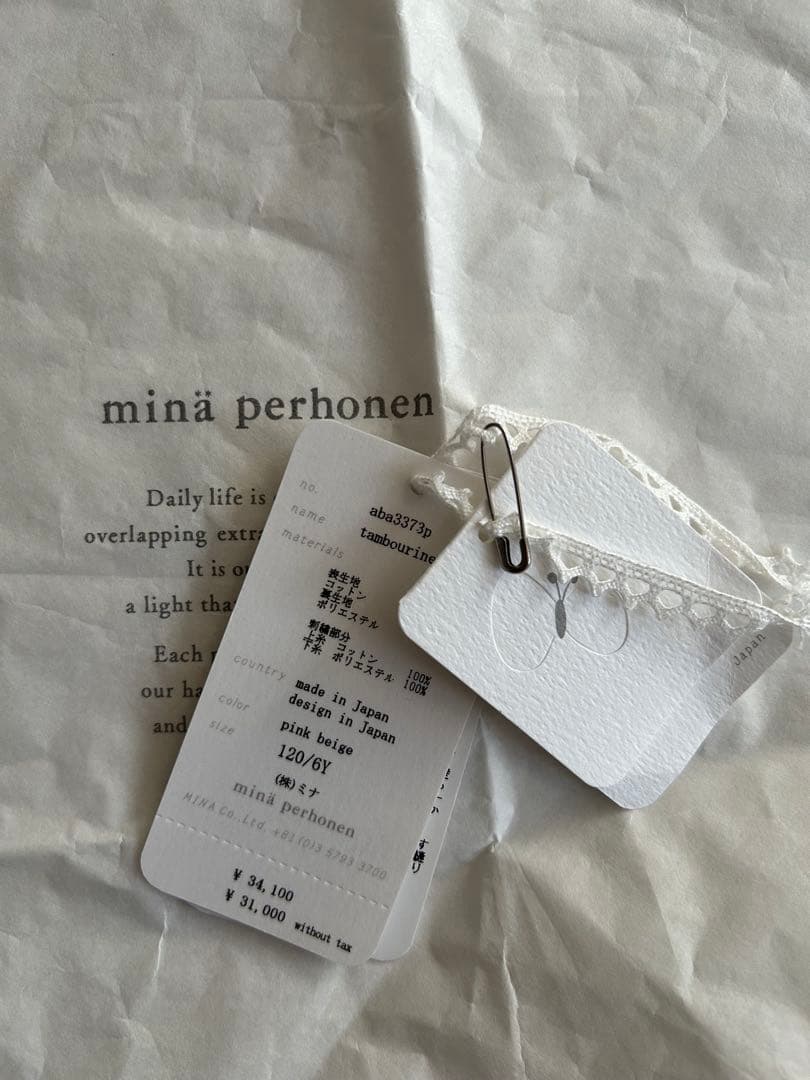 minä perhonen
Daily life is
overlapping extra
It is o
a light tha
Each
our ha
and
no. aba3373p
name tambourine
materials
表生地
コットン
裏生地
ポリエステル
刺繍部分
上糸 コットン 100%
下糸 ポリエステル 100%
country made in Japan
design in Japan
color pink beige
size 120/6Y
(株)ミナ
minä perhonen
MINA Co.,Ltd. +81 (0)3 5793 3700
¥ 34,100
¥ 31,000 without tax
Japan